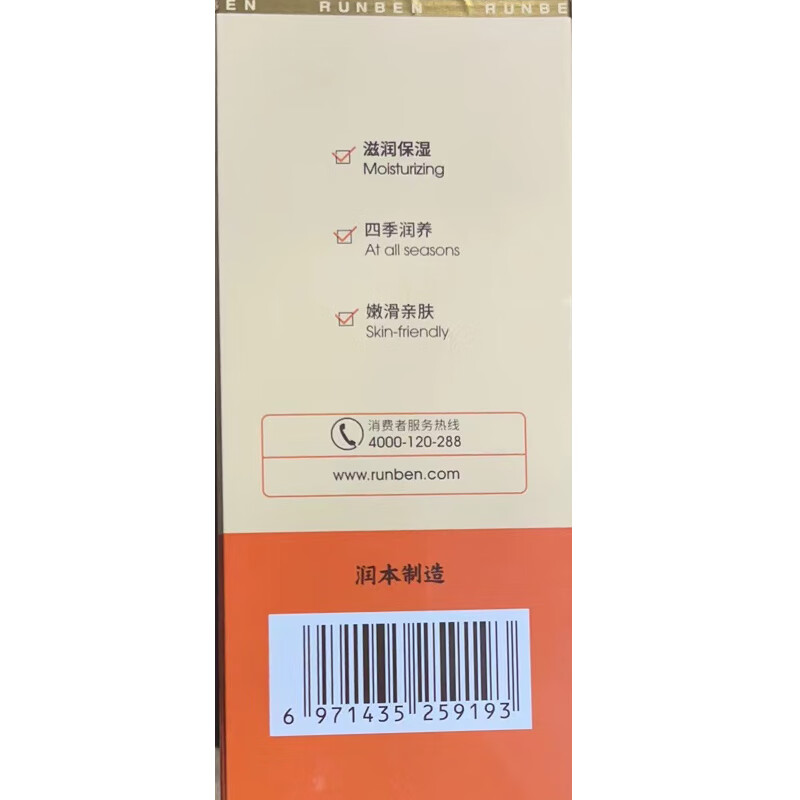 EN RUNBEN RUNBE
滋润保湿
Moisturizing
四季润养
At all seasons
嫩滑亲肤
Skin-friendly
消费者服务热线
4000-120-288
www.runben.com
润本制造
6 971435 259193